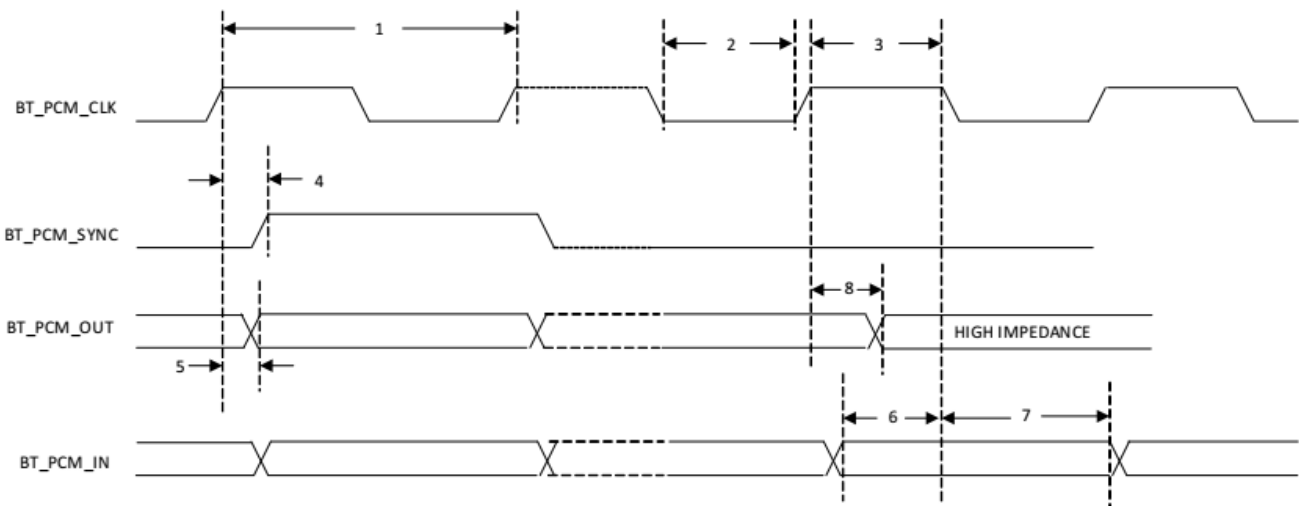 1
2
3
BT_PCM_CLK
4
BT_PCM_SYNC
8
BT_PCM_OUT
HIGH IMPEDANCE
5
6
7
BT_PCM_IN